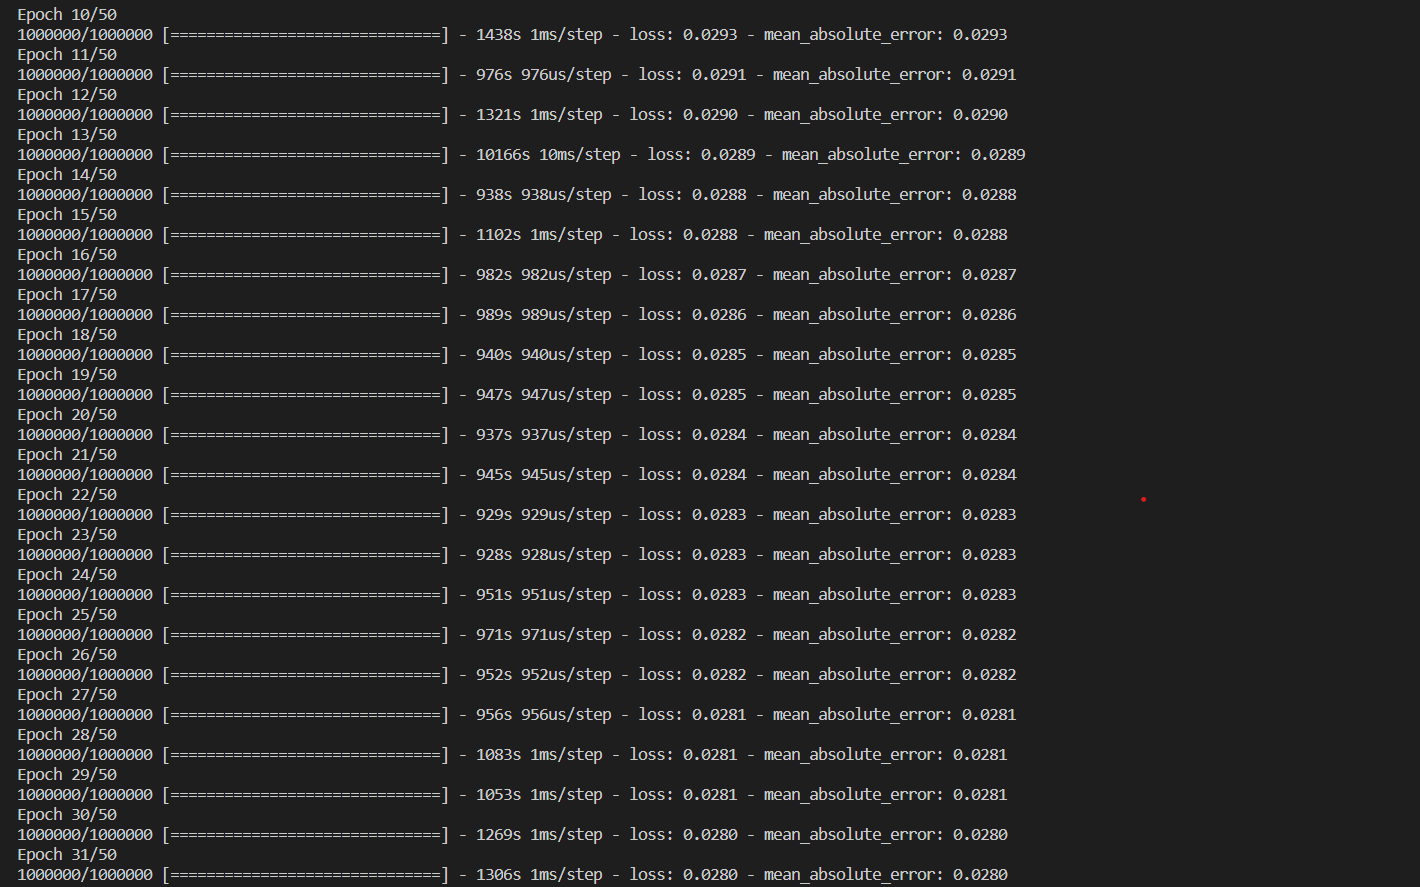 Epoch 10/50
1000000/1000000 [==============================] - 1438s 1ms/step - loss: 0.0293 - mean_absolute_error: 0.0293
Epoch 11/50
1000000/1000000 [==============================] - 976s 976us/step - loss: 0.0291 - mean_absolute_error: 0.0291
Epoch 12/50
1000000/1000000 [==============================] - 1321s 1ms/step - loss: 0.0290 - mean_absolute_error: 0.0290
Epoch 13/50
1000000/1000000 [==============================] - 10166s 10ms/step - loss: 0.0289 - mean_absolute_error: 0.0289
Epoch 14/50
1000000/1000000 [==============================] - 938s 938us/step - loss: 0.0288 - mean_absolute_error: 0.0288
Epoch 15/50
1000000/1000000 [==============================] - 1102s 1ms/step - loss: 0.0288 - mean_absolute_error: 0.0288
Epoch 16/50
1000000/1000000 [==============================] - 982s 982us/step - loss: 0.0287 - mean_absolute_error: 0.0287
Epoch 17/50
1000000/1000000 [==============================] - 989s 989us/step - loss: 0.0286 - mean_absolute_error: 0.0286
Epoch 18/50
1000000/1000000 [==============================] - 940s 940us/step - loss: 0.0285 - mean_absolute_error: 0.0285
Epoch 19/50
1000000/1000000 [==============================] - 947s 947us/step - loss: 0.0285 - mean_absolute_error: 0.0285
Epoch 20/50
1000000/1000000 [==============================] - 937s 937us/step - loss: 0.0284 - mean_absolute_error: 0.0284
Epoch 21/50
1000000/1000000 [==============================] - 945s 945us/step - loss: 0.0284 - mean_absolute_error: 0.0284
Epoch 22/50
1000000/1000000 [==============================] - 929s 929us/step - loss: 0.0283 - mean_absolute_error: 0.0283
Epoch 23/50
1000000/1000000 [==============================] - 928s 928us/step - loss: 0.0283 - mean_absolute_error: 0.0283
Epoch 24/50
1000000/1000000 [==============================] - 951s 951us/step - loss: 0.0283 - mean_absolute_error: 0.0283
Epoch 25/50
1000000/1000000 [==============================] - 971s 971us/step - loss: 0.0282 - mean_absolute_error: 0.0282
Epoch 26/50
1000000/1000000 [==============================] - 952s 952us/step - loss: 0.0282 - mean_absolute_error: 0.0282
Epoch 27/50
1000000/1000000 [==============================] - 956s 956us/step - loss: 0.0281 - mean_absolute_error: 0.0281
Epoch 28/50
1000000/1000000 [==============================] - 1083s 1ms/step - loss: 0.0281 - mean_absolute_error: 0.0281
Epoch 29/50
1000000/1000000 [==============================] - 1053s 1ms/step - loss: 0.0281 - mean_absolute_error: 0.0281
Epoch 30/50
1000000/1000000 [==============================] - 1269s 1ms/step - loss: 0.0280 - mean_absolute_error: 0.0280
Epoch 31/50
1000000/1000000 [==============================] - 1306s 1ms/step - loss: 0.0280 - mean_absolute_error: 0.0280